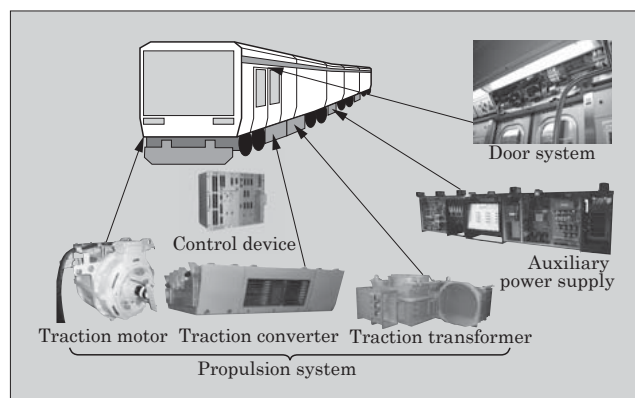 Door system
Control device
Auxiliary
power supply
Traction motor
Traction converter
Traction transformer
Propulsion system